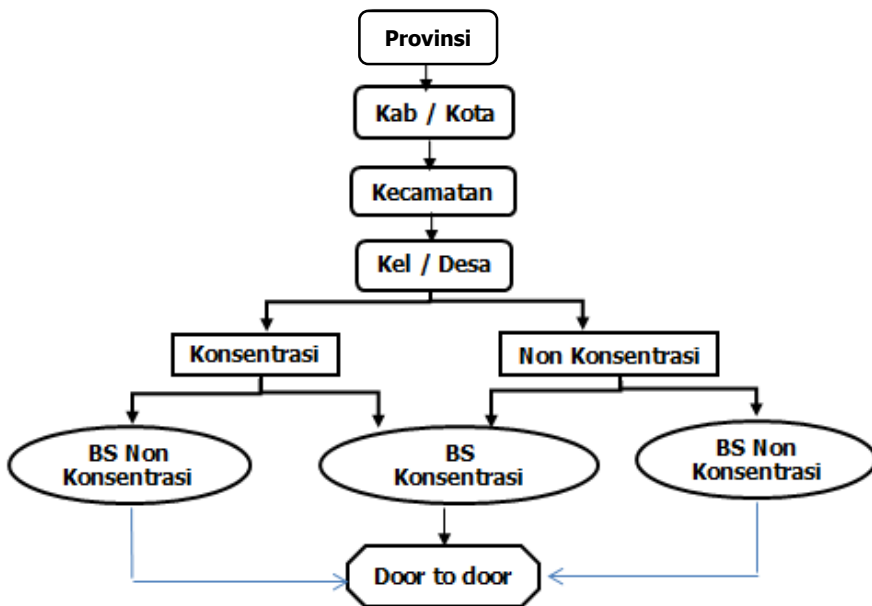 Provinsi
Kab / Kota
Kecamatan
Kel / Desa
Konsentrasi
Non Konsentrasi
BS Non
Konsentrasi
BS
Konsentrasi
BS Non
Konsentrasi
Door to door